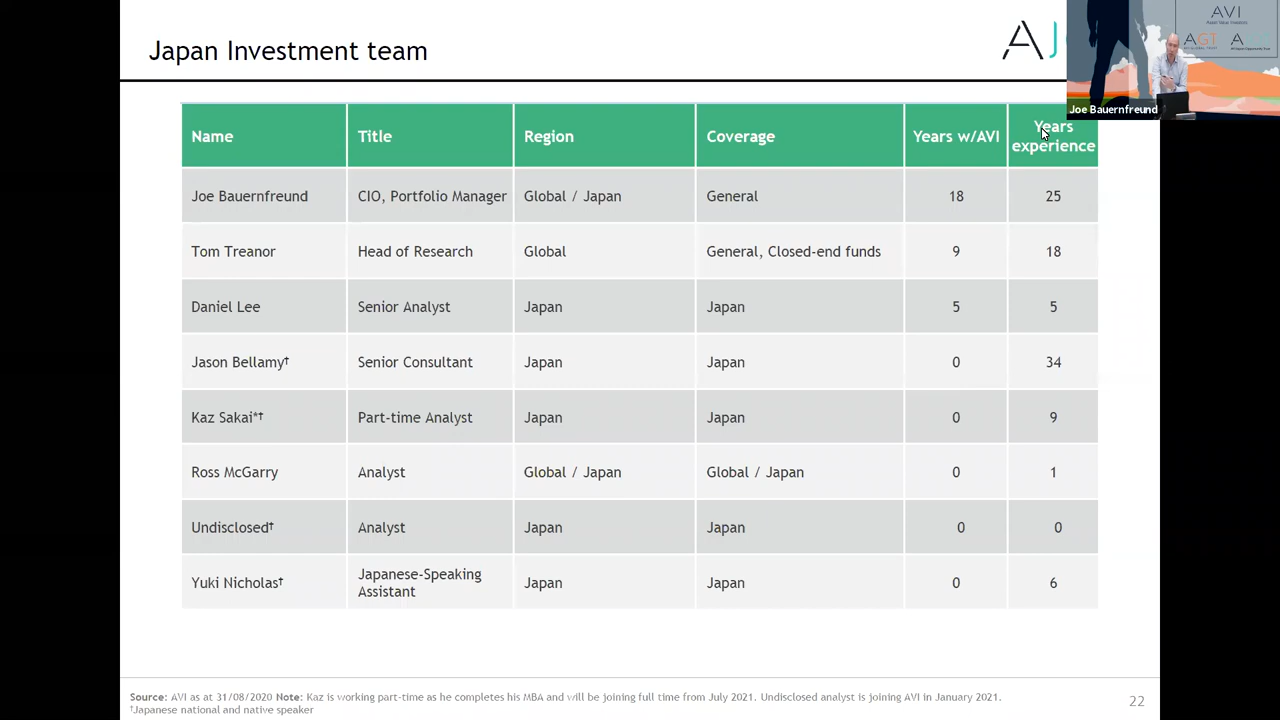 Japan Investment team
AJ
AVI
Asset Value Investors
AGT
Joe Bauernfreund
Name Title Region Coverage Years w/AVI Years experience
Joe Bauernfreund CIO, Portfolio Manager Global / Japan General 18 25
Tom Treanor Head of Research Global General, Closed-end funds 9 18
Daniel Lee Senior Analyst Japan Japan 5 5
Jason Bellamy† Senior Consultant Japan Japan 0 34
Kaz Sakai*† Part-time Analyst Japan Japan 0 9
Ross McGarry Analyst Global / Japan Global / Japan 0 1
Undisclosed† Analyst Japan Japan 0 0
Yuki Nicholas† Japanese-Speaking Assistant Japan Japan 0 6
Source: AVI as at 31/08/2020 Note: Kaz is working part-time as he completes his MBA and will be joining full time from July 2021. Undisclosed analyst is joining AVI in January 2021.
†Japanese national and native speaker
22